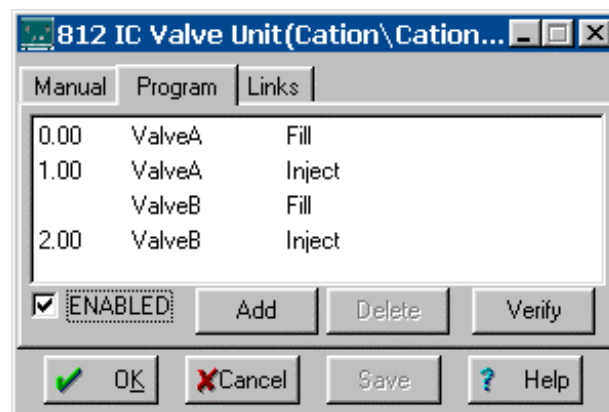 812 IC Valve Unit(Cation\Cation...
Manual Program Links
0.00 ValveA Fill
1.00 ValveA Inject
ValveB Fill
2.00 ValveB Inject
ENABLED Add Delete Verify
OK Cancel Save ? Help